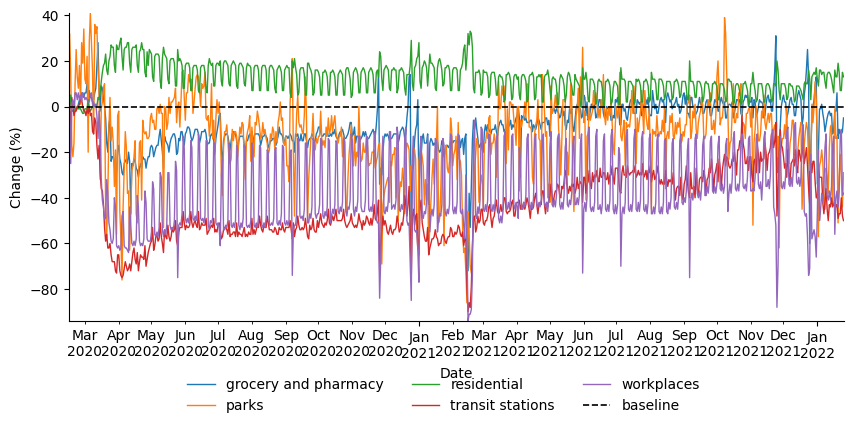 40
20
0
−20
−40
−60
−80
Change (%)
Mar Apr May Jun Jul Aug Sep Oct Nov Dec Jan Feb Mar Apr May Jun Jul Aug Sep Oct Nov Dec Jan
2020 2020 2020 2020 2020 2020 2020 2020 2020 2020 2021 2021 2021 2021 2021 2021 2021 2021 2021 2021 2021 2021 2022
Date
grocery and pharmacy residential workplaces
parks transit stations baseline